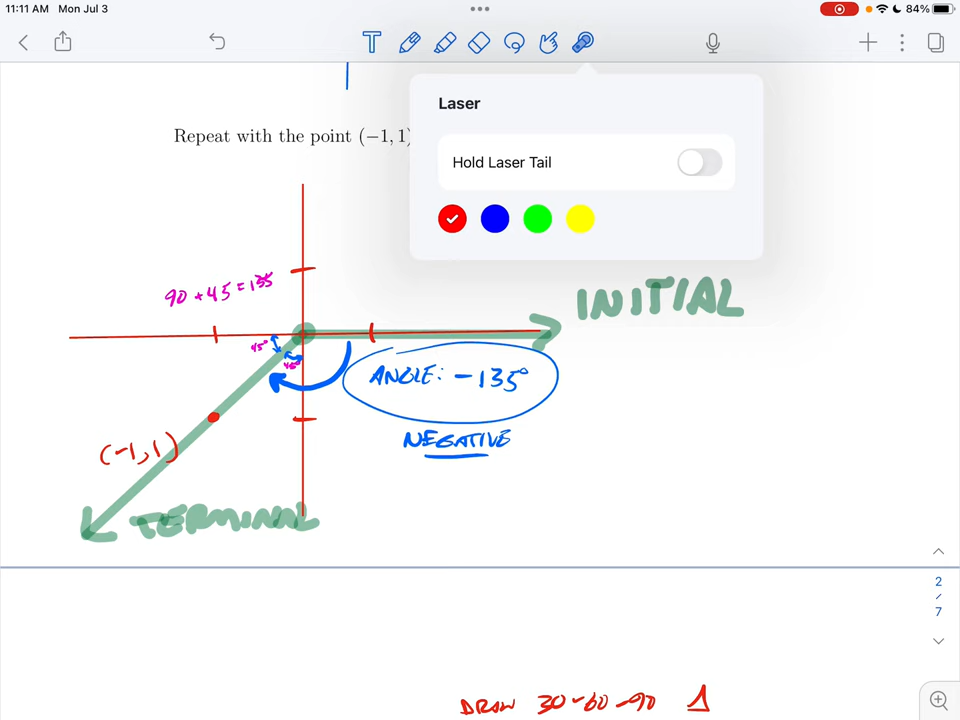 11:11 AM Mon Jul 3
84%
T
Laser
Repeat with the point (−1, 1)
Hold Laser Tail
90 + 45 = 135
INITIAL
45°
45°
ANGLE: −135°
NEGATIVE
(−1, 1)
TERMINAL
2
/
7
DRAW 30-60-90 Δ